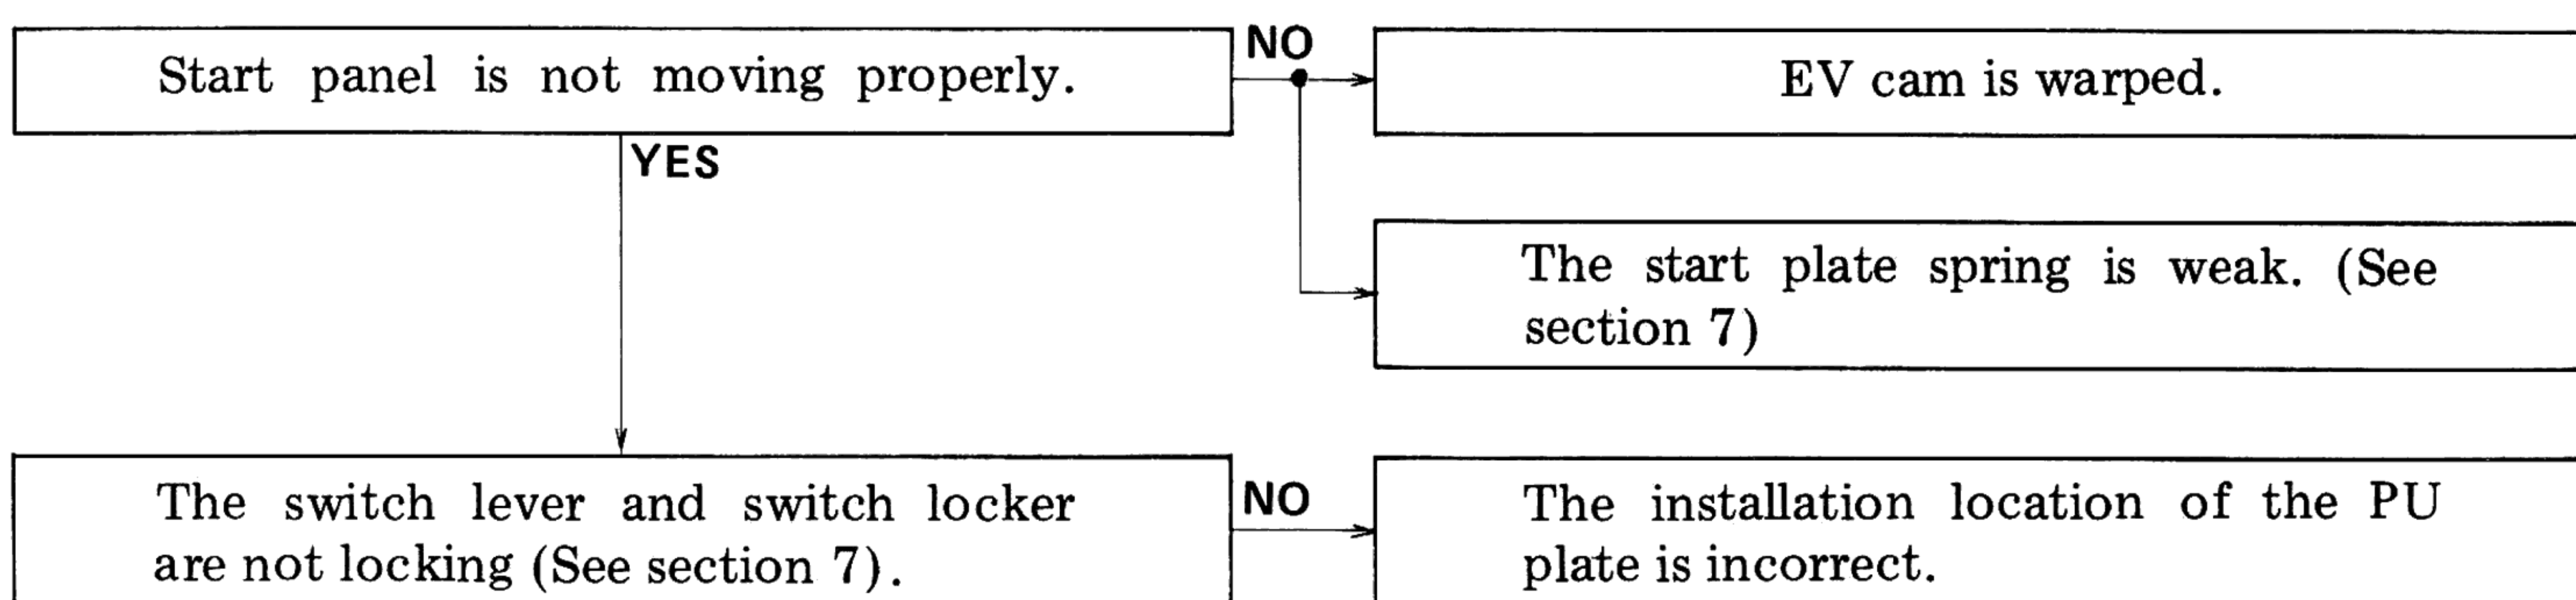 Start panel is not moving properly.
NO
EV cam is warped.
YES
The start plate spring is weak. (See
section 7)
The switch lever and switch locker
are not locking (See section 7).
NO
The installation location of the PU
plate is incorrect.